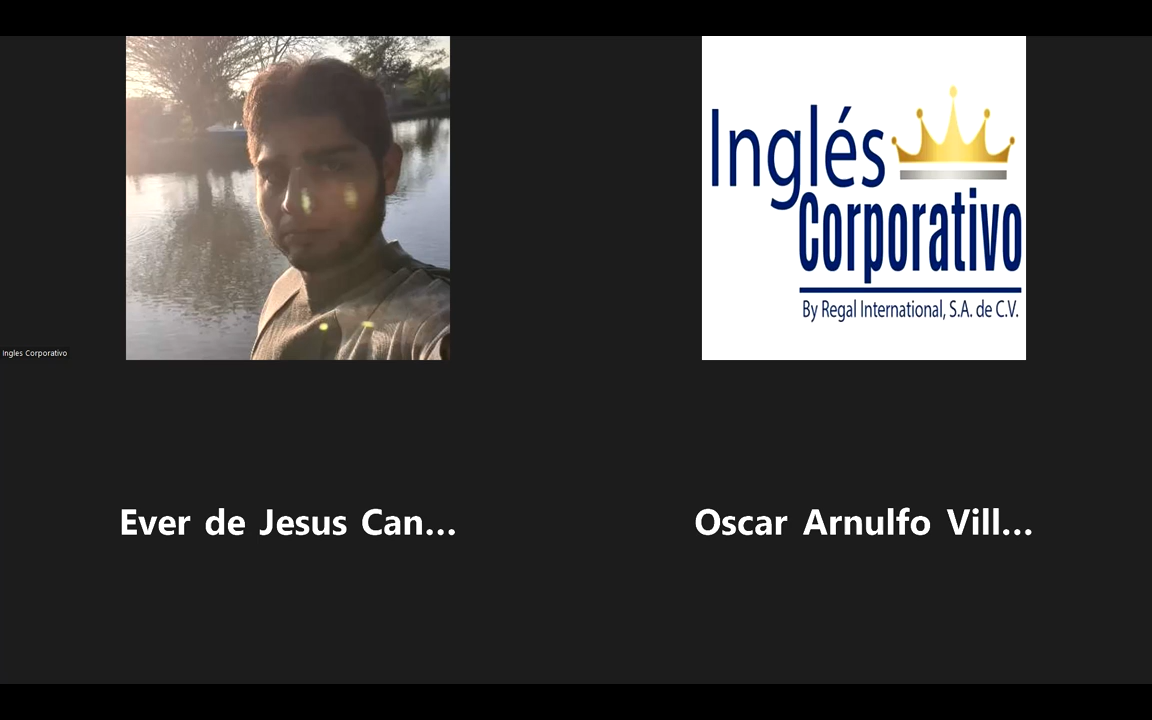 Inglés
Corporativo
By Regal International, S.A. de C.V.
Ingles Corporativo
Ever de Jesus Can...
Oscar Arnulfo Vill...